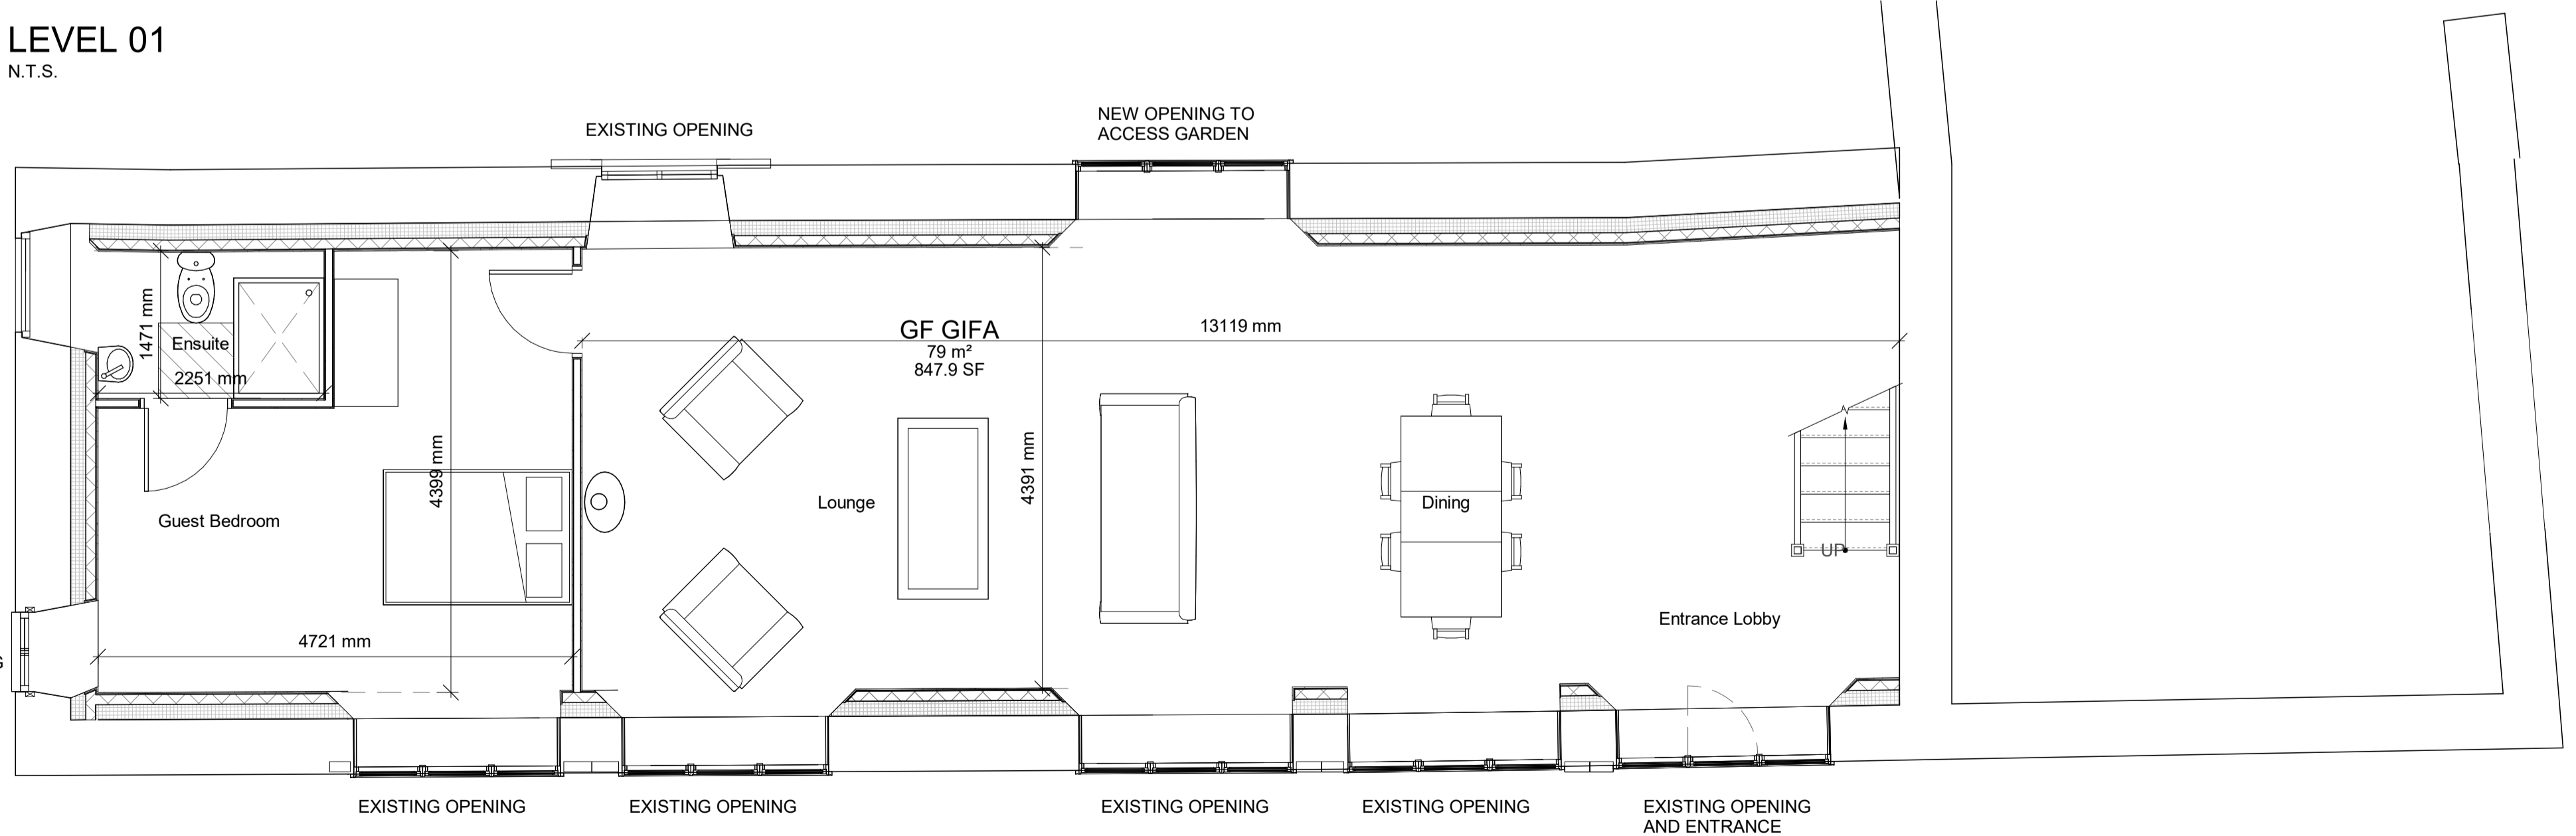 LEVEL 01
N.T.S.
EXISTING OPENING
NEW OPENING TO
ACCESS GARDEN
1471 mm
Ensuite
2251 mm
GF GIFA
79 m²
847.9 SF
13119 mm
4399 mm
4391 mm
Guest Bedroom
Lounge
Dining
UP
Entrance Lobby
4721 mm
EXISTING OPENING
EXISTING OPENING
EXISTING OPENING
EXISTING OPENING
EXISTING OPENING
AND ENTRANCE